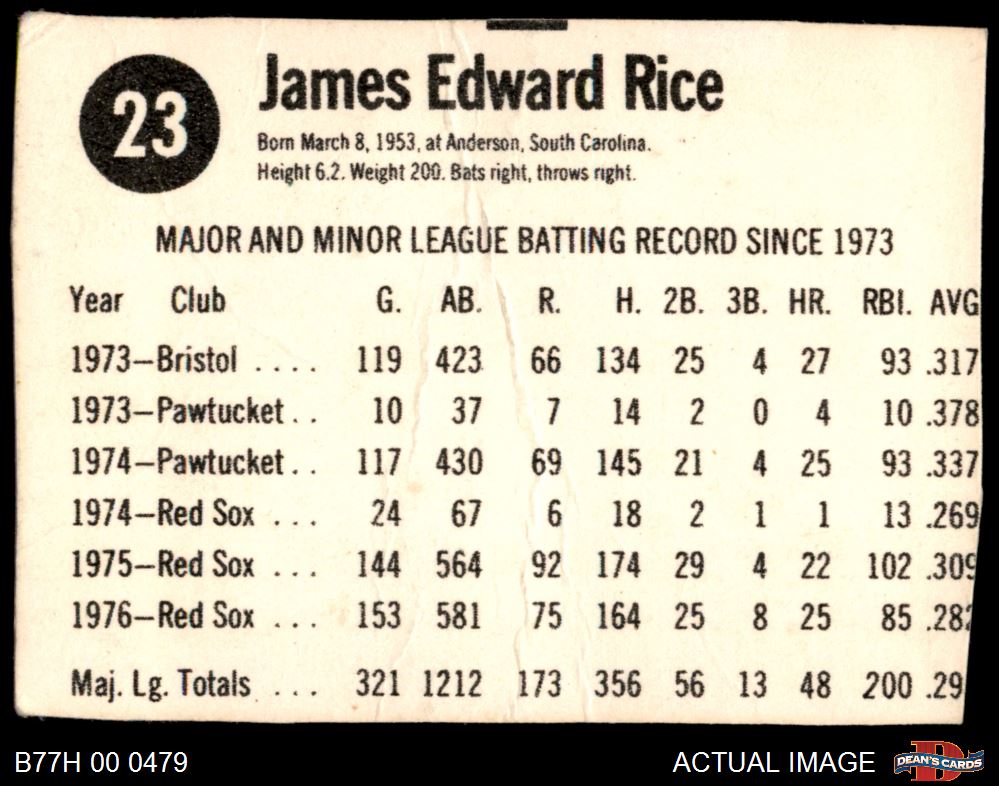 23
James Edward Rice
Born March 8, 1953, at Anderson, South Carolina.
Height 6.2. Weight 200. Bats right, throws right.
MAJOR AND MINOR LEAGUE BATTING RECORD SINCE 1973
Year Club G. AB. R. H. 2B. 3B. HR. RBI. AVG
1973—Bristol .... 119 423 66 134 25 4 27 93 .317
1973—Pawtucket.. 10 37 7 14 2 0 4 10 .378
1974—Pawtucket.. 117 430 69 145 21 4 25 93 .337
1974—Red Sox ... 24 67 6 18 2 1 1 13 .269
1975—Red Sox ... 144 564 92 174 29 4 22 102 .309
1976—Red Sox ... 153 581 75 164 25 8 25 85 .282
Maj. Lg. Totals ... 321 1212 173 356 56 13 48 200 .29
B77H 00 0479
ACTUAL IMAGE
D
DEAN'S CARDS